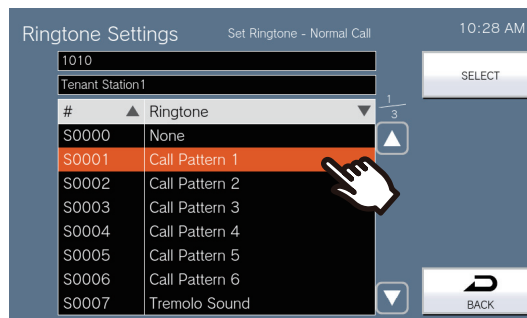 Ringtone Settings Set Ringtone - Normal Call 10:28 AM
1010
Tenant Station1
SELECT
# Ringtone 1/3
S0000 None
S0001 Call Pattern 1
S0002 Call Pattern 2
S0003 Call Pattern 3
S0004 Call Pattern 4
S0005 Call Pattern 5
S0006 Call Pattern 6
S0007 Tremolo Sound
BACK